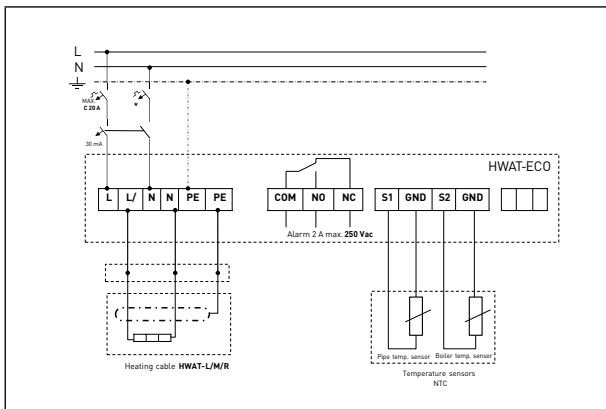 L
N
MAX.
C 20 A
*
30 mA
HWAT-ECO
L L/ N N PE PE
COM NO NC
S1 GND S2 GND
Alarm 2 A max. 250 Vac
Pipe temp. sensor Boiler temp. sensor
Heating cable HWAT-L/M/R
Temperature sensors
NTC